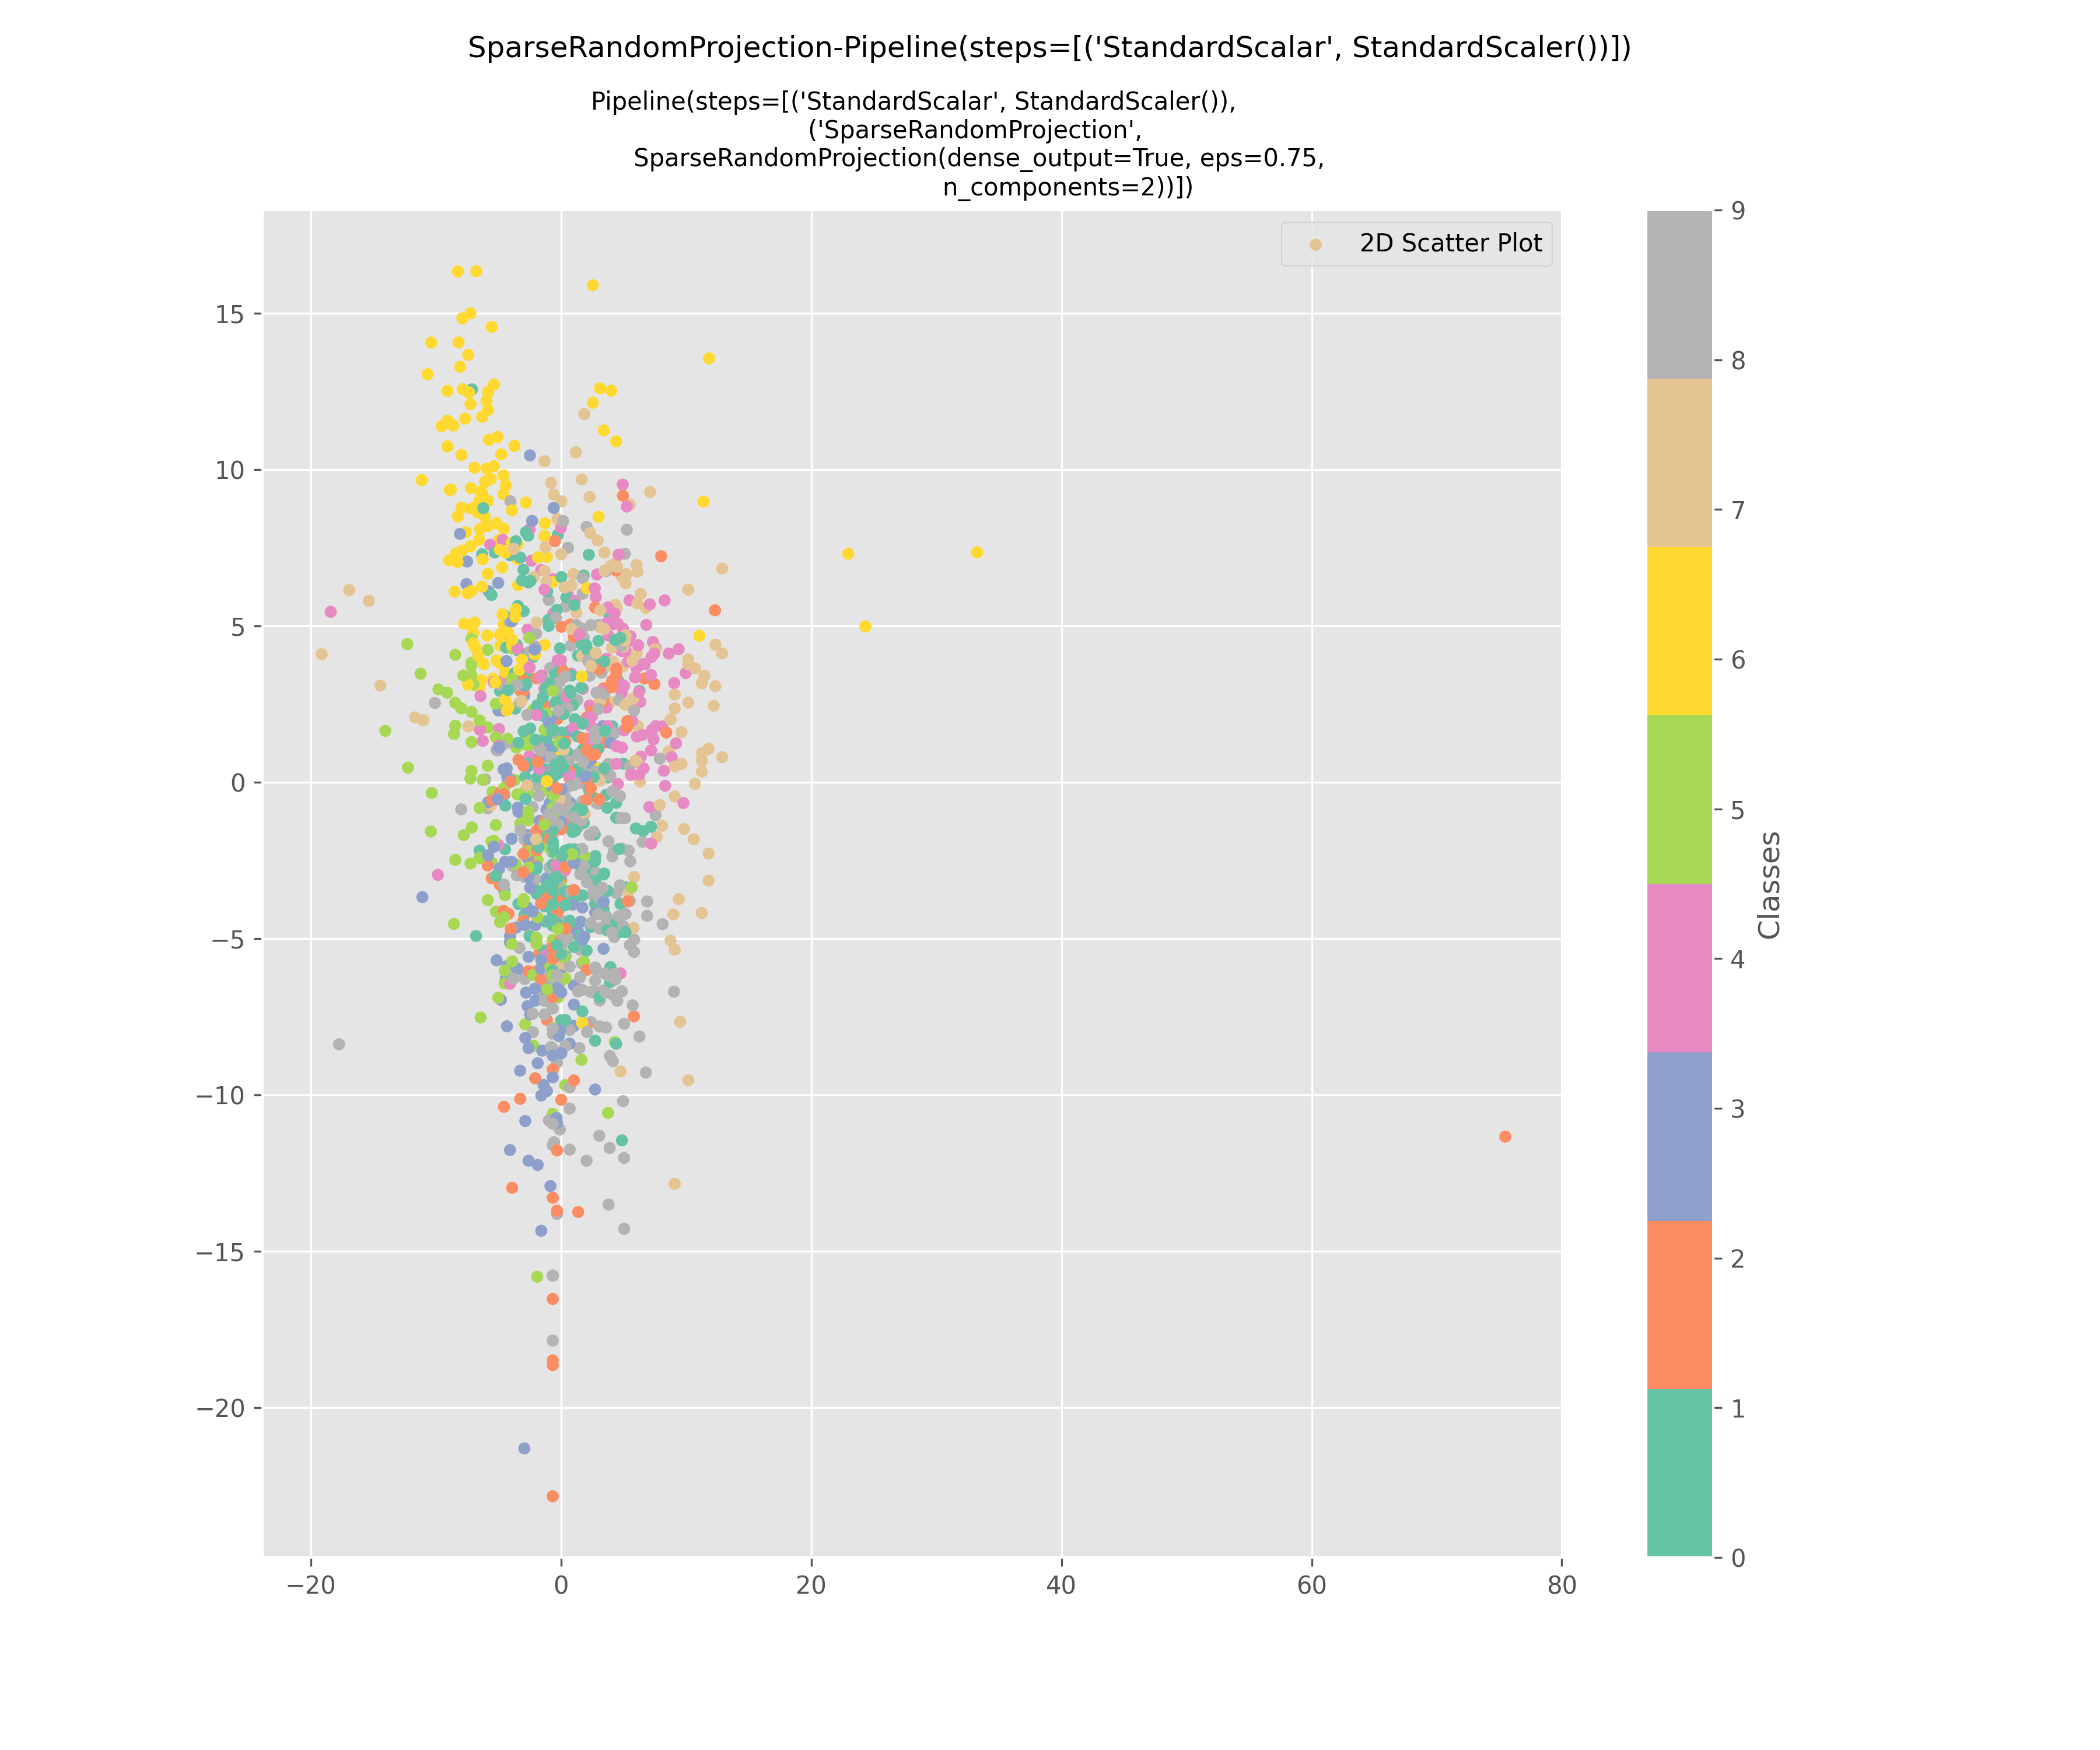 SparseRandomProjection-Pipeline(steps=[('StandardScalar', StandardScaler())])
Pipeline(steps=[('StandardScalar', StandardScaler()),
('SparseRandomProjection',
SparseRandomProjection(dense_output=True, eps=0.75,
n_components=2))])
2D Scatter Plot
15
10
5
0
−5
−10
−15
−20
−20 0 20 40 60 80
9
8
7
6
5
4
3
2
1
0
Classes